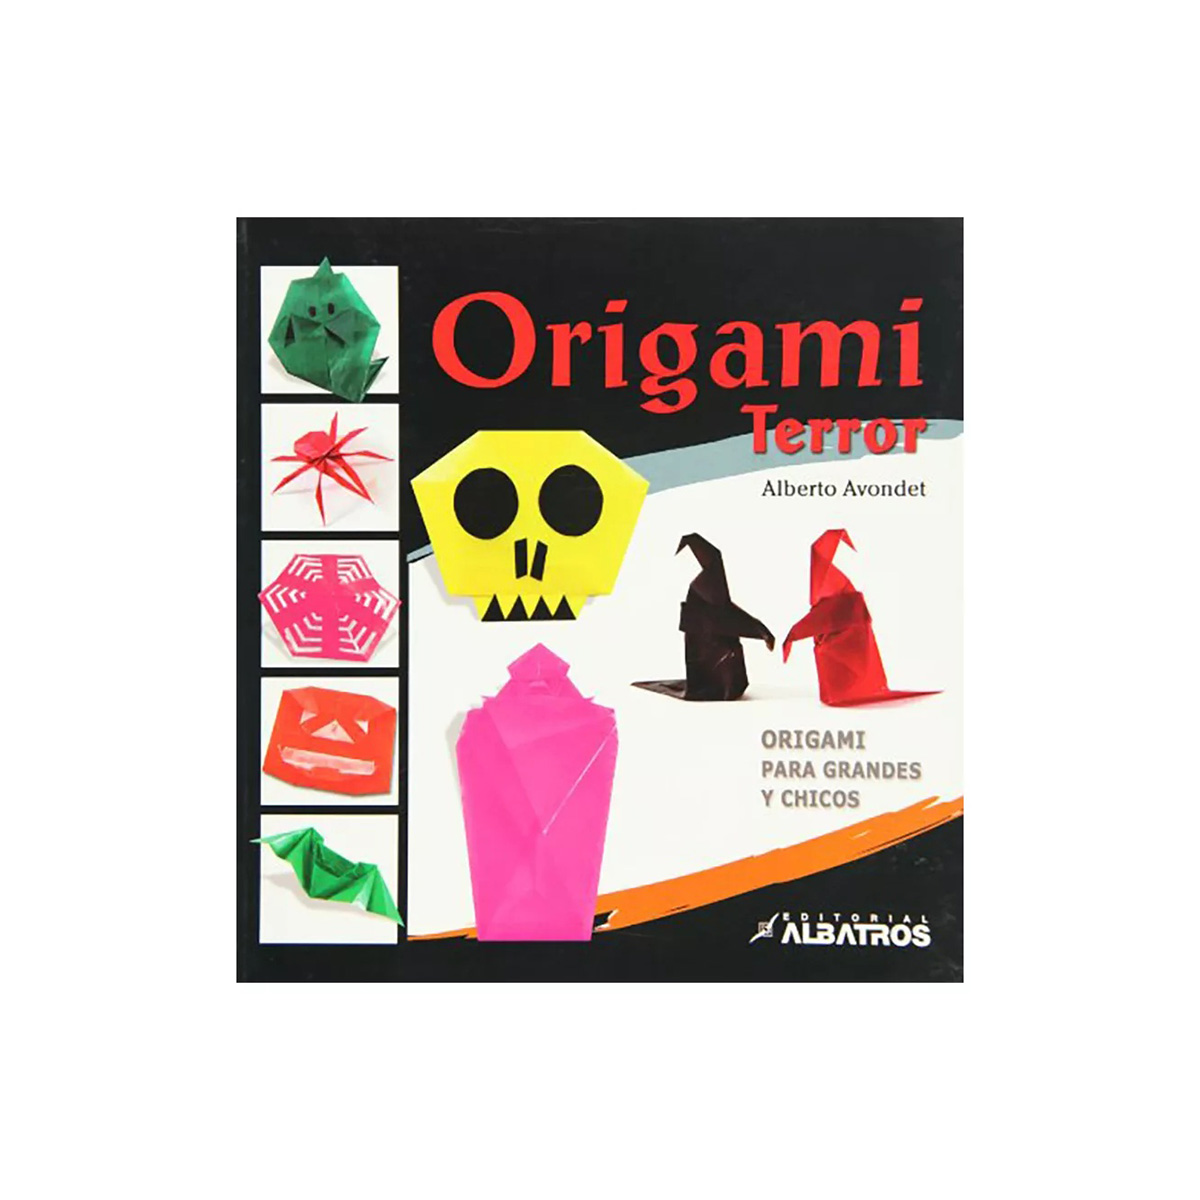 Origami
Terror
Alberto Avondet
ORIGAMI
PARA GRANDES
Y CHICOS
EDITORIAL
ALBATROS